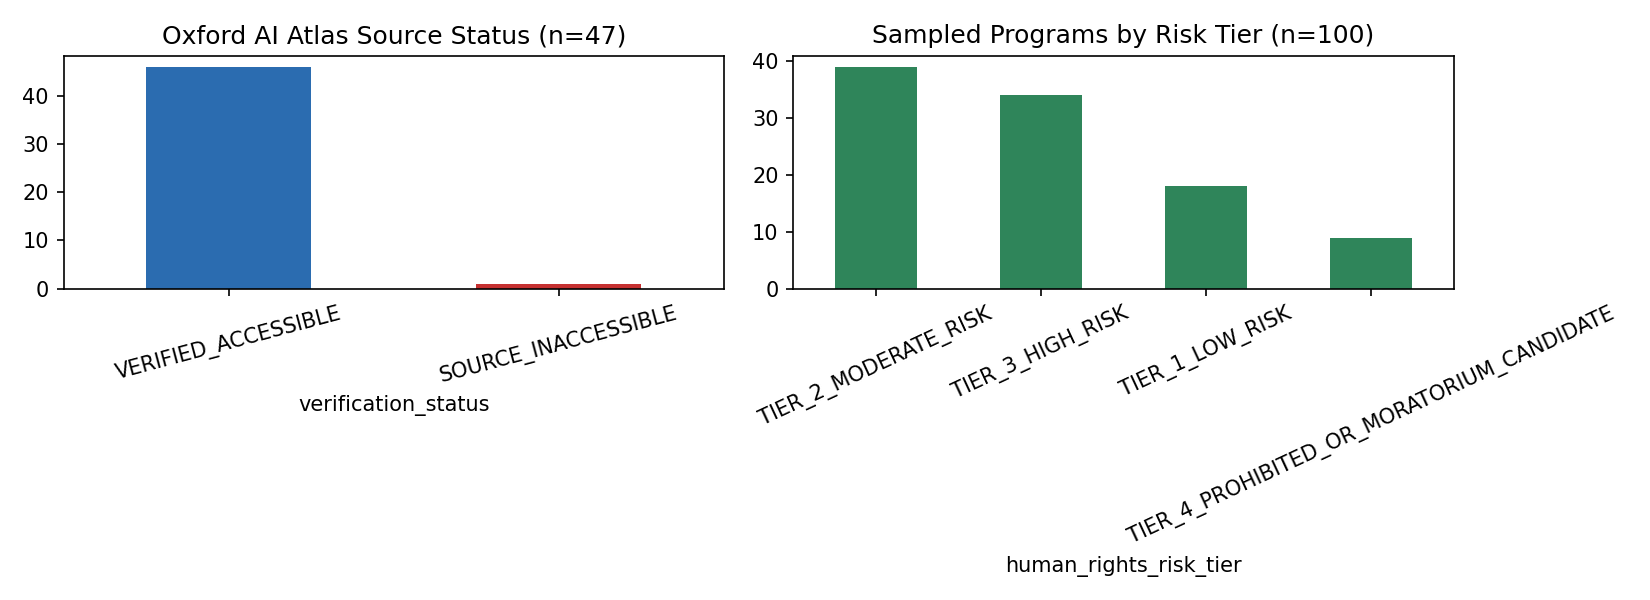 Oxford AI Atlas Source Status (n=47)
40
30
20
10
0
VERIFIED_ACCESSIBLE
SOURCE_INACCESSIBLE
verification_status
Sampled Programs by Risk Tier (n=100)
40
30
20
10
0
TIER_2_MODERATE_RISK
TIER_3_HIGH_RISK
TIER_1_LOW_RISK
TIER_4_PROHIBITED_OR_MORATORIUM_CANDIDATE
human_rights_risk_tier